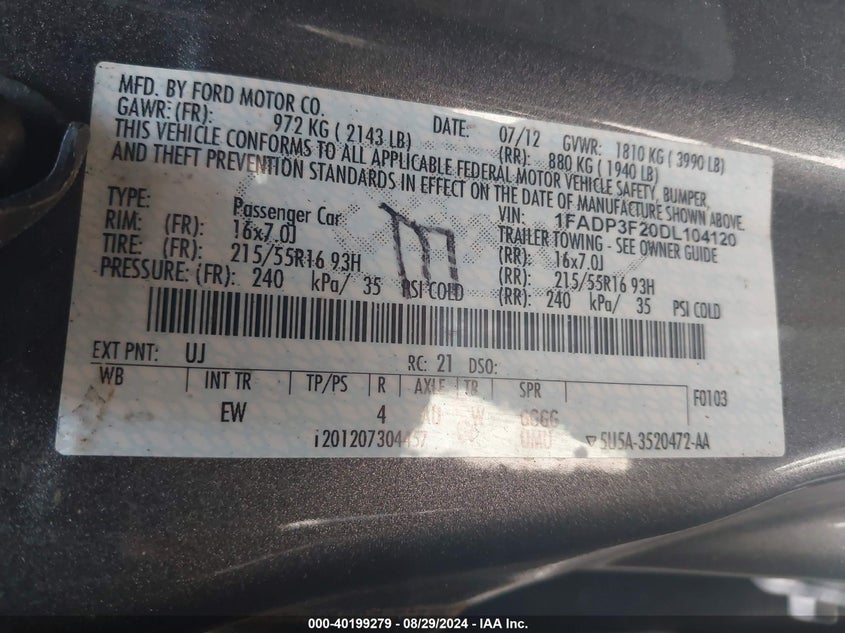 MFD. BY FORD MOTOR CO. DATE: 07/12 GVWR: 1810 KG ( 3990 LB)
GAWR: (FR): 972 KG ( 2143 LB) (RR): 880 KG ( 1940 LB)
THIS VEHICLE CONFORMS TO ALL APPLICABLE FEDERAL MOTOR VEHICLE SAFETY, BUMPER,
AND THEFT PREVENTION STANDARDS IN EFFECT ON THE DATE OF MANUFACTURE SHOWN ABOVE.
VIN: 1FADP3F20DL104120
TYPE: Passenger Car TRAILER TOWING - SEE OWNER GUIDE
RIM: (FR): 16x7.0J (RR): 16x7.0J
TIRE: (FR): 215/55R16 93H (RR): 215/55R16 93H
PRESSURE: (FR): 240 kPa/ 35 PSI COLD (RR): 240 kPa/ 35 PSI COLD
EXT PNT: UJ RC: 21 DSO:
WB INT TR TP/PS R AXLE TR SPR F0103
EW 4 W GGGG
i201207304457 5U5A-3520472-AA
000-40199279 - 08/29/2024 - IAA Inc.